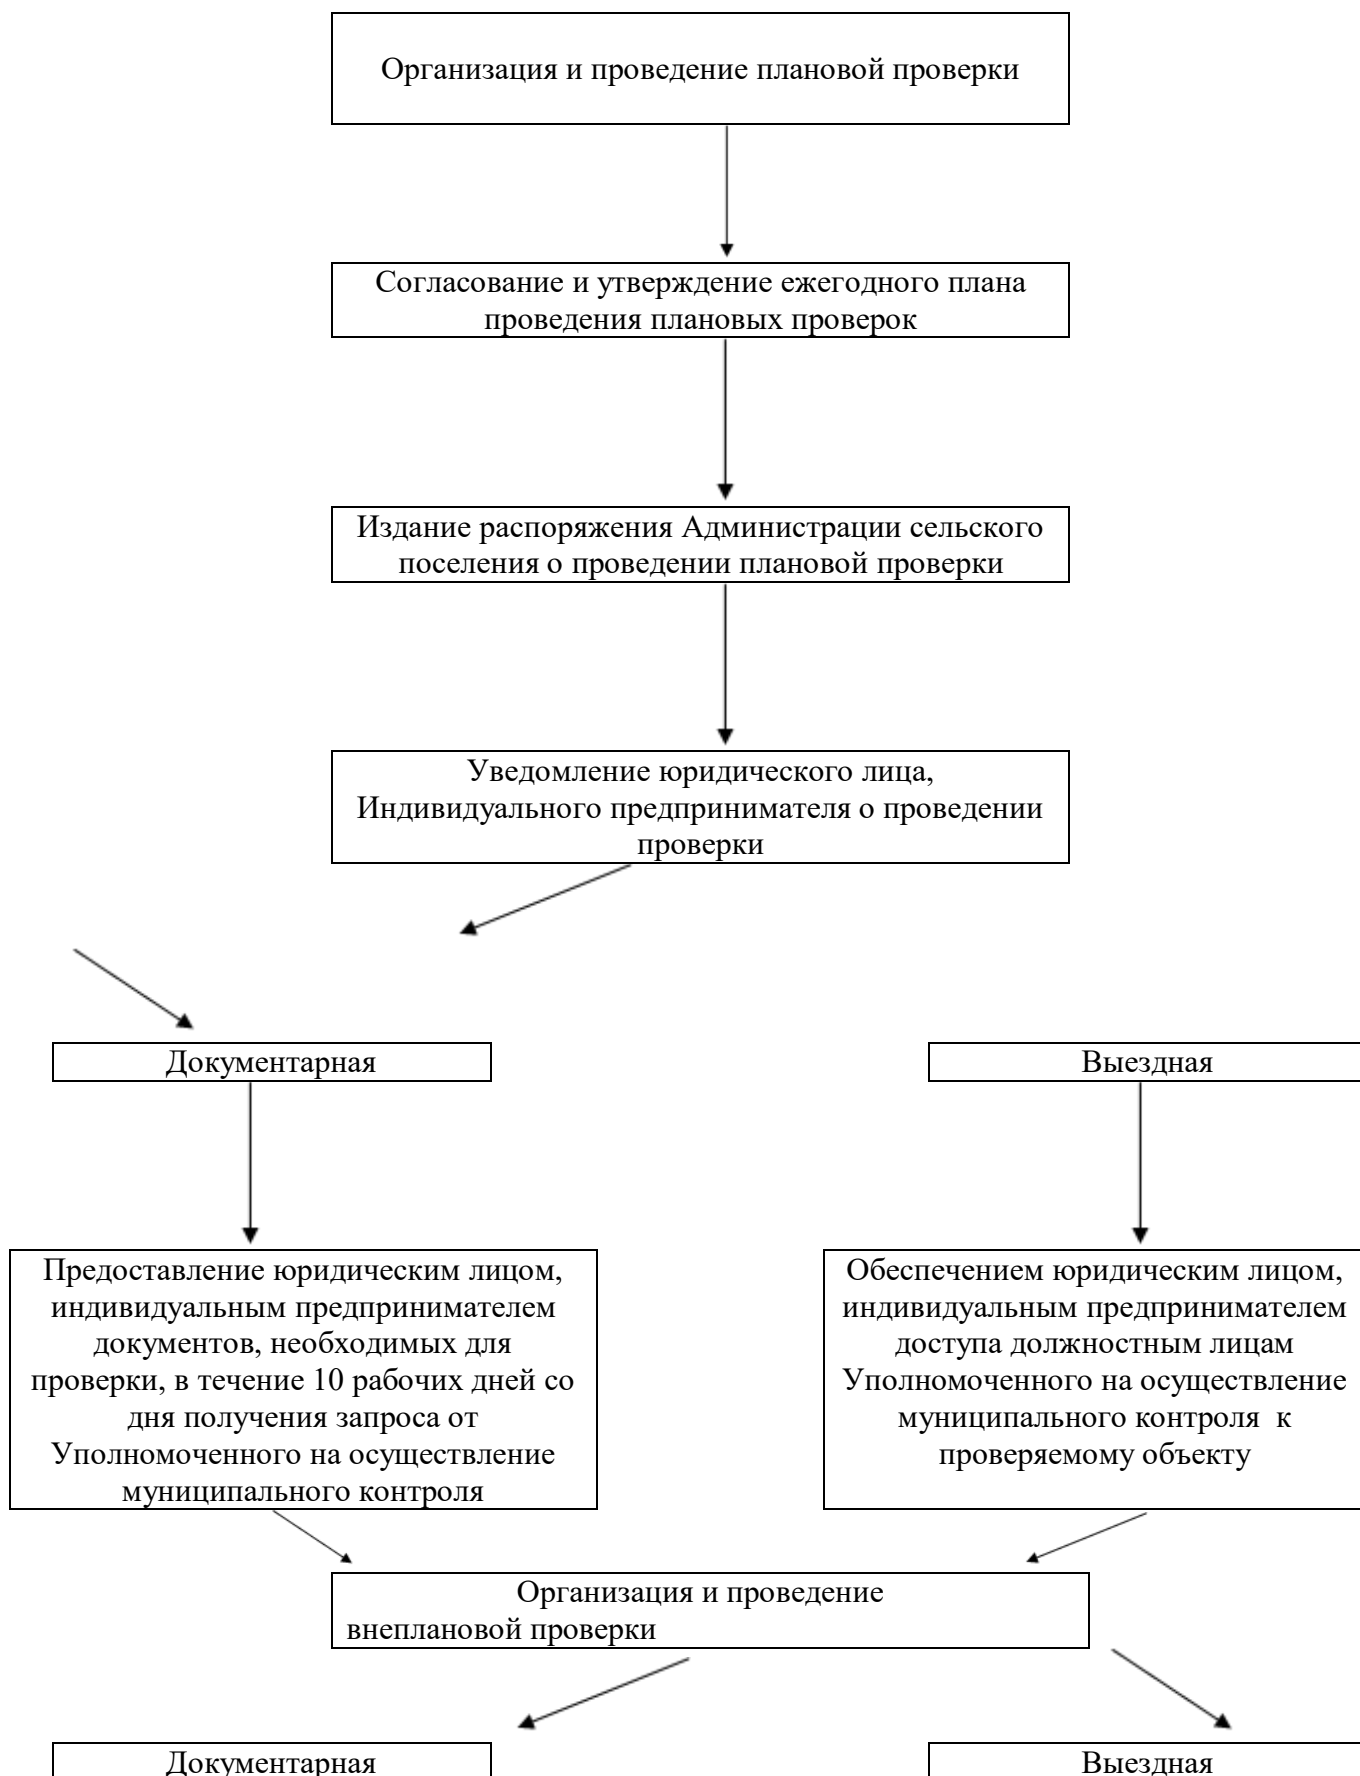 Организация и проведение плановой проверки
Согласование и утверждение ежегодного плана
проведения плановых проверок
Издание распоряжения Администрации сельского
поселения о проведении плановой проверки
Уведомление юридического лица,
Индивидуального предпринимателя о проведении
проверки
Документарная
Выездная
Предоставление юридическим лицом,
индивидуальным предпринимателем
документов, необходимых для
проверки, в течение 10 рабочих дней со
дня получения запроса от
Уполномоченного на осуществление
муниципального контроля
Обеспечением юридическим лицом,
индивидуальным предпринимателем
доступа должностным лицам
Уполномоченного на осуществление
муниципального контроля  к
проверяемому объекту
Организация и проведение
внеплановой проверки
Документарная
Выездная